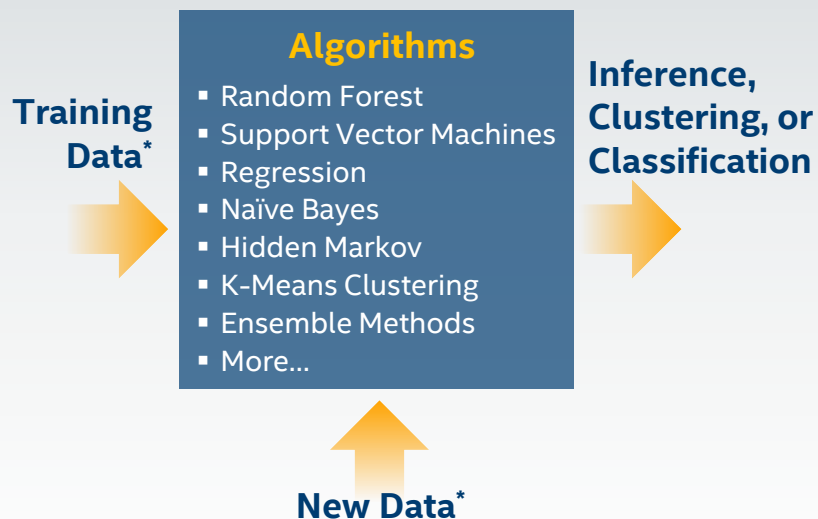 Training
Data*
Algorithms
▪ Random Forest
▪ Support Vector Machines
▪ Regression
▪ Naïve Bayes
▪ Hidden Markov
▪ K-Means Clustering
▪ Ensemble Methods
▪ More...
Inference,
Clustering, or
Classification
New Data*